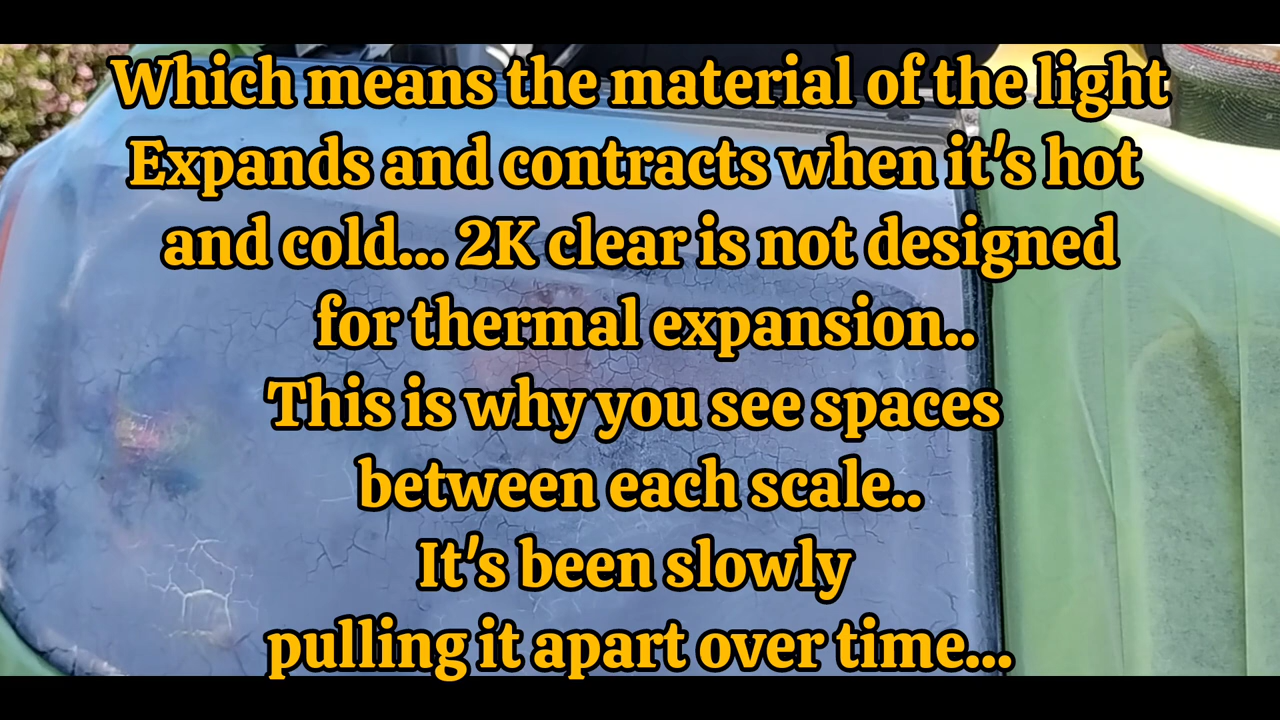 Which means the material of the light
Expands and contracts when it's hot
and cold... 2K clear is not designed
for thermal expansion..
This is why you see spaces
between each scale..
It's been slowly
pulling it apart over time...